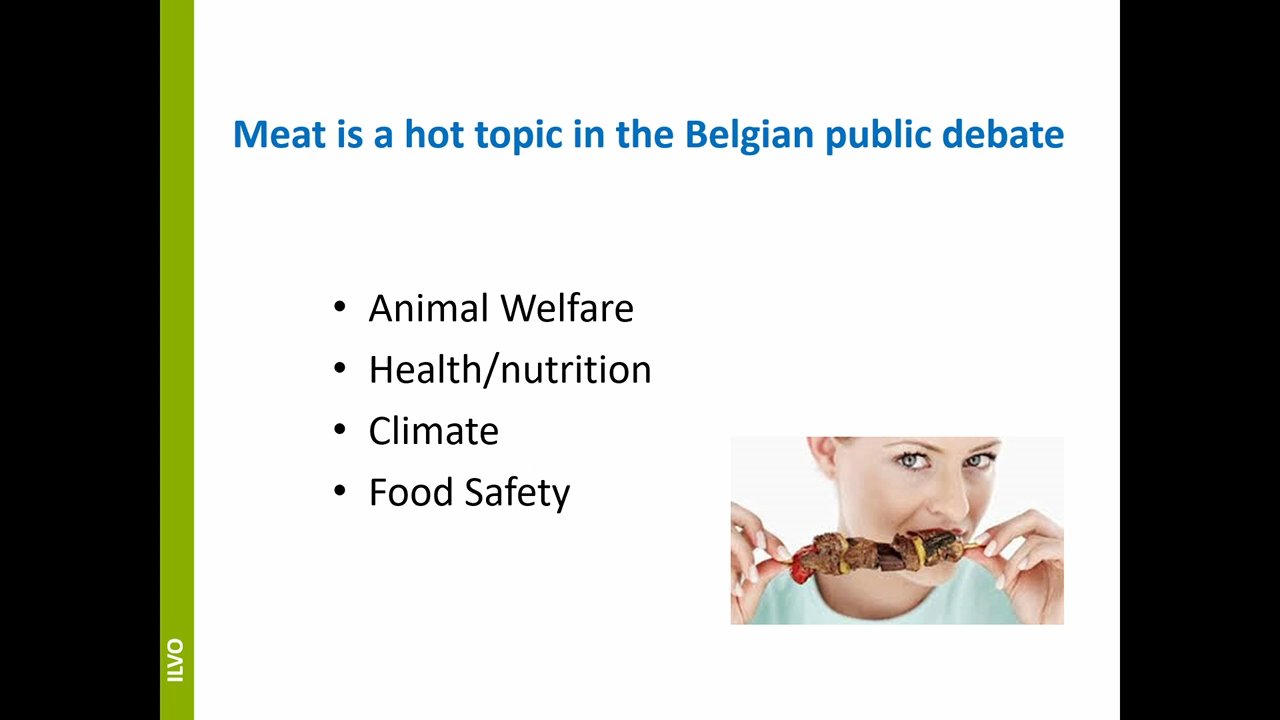 Meat is a hot topic in the Belgian public debate
• Animal Welfare
• Health/nutrition
• Climate
• Food Safety
ILVO